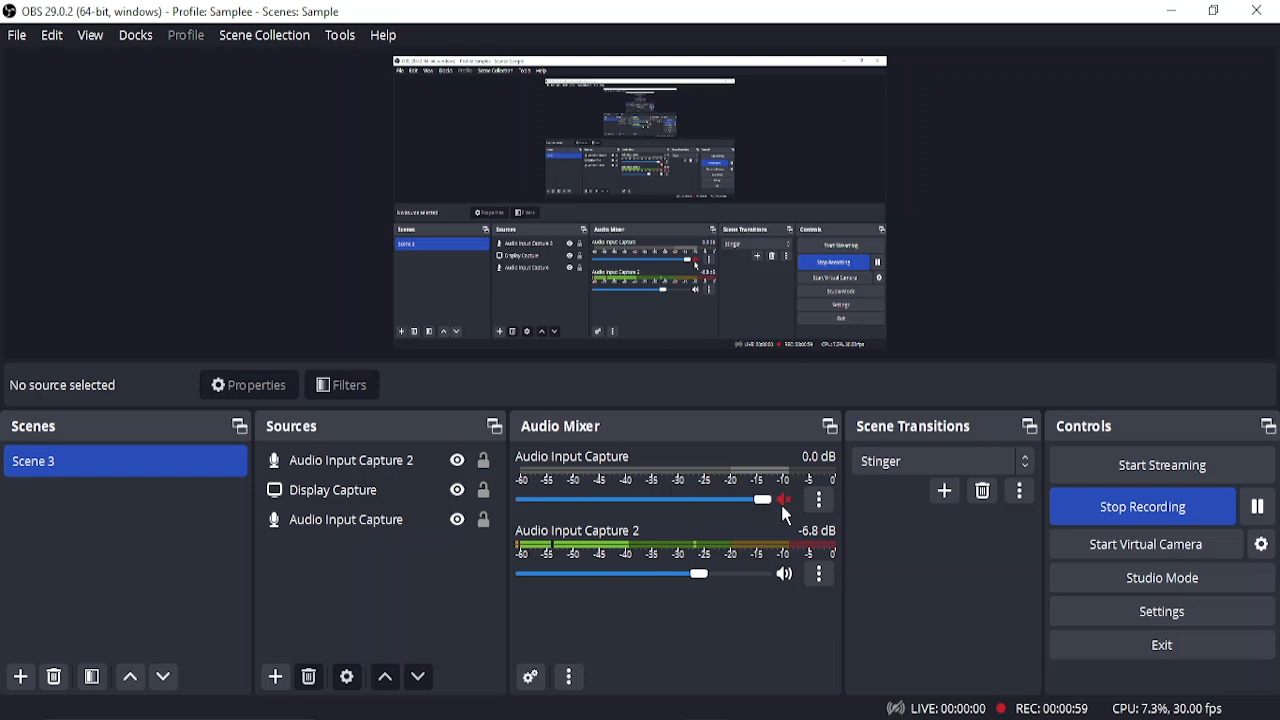 OBS 29.0.2 (64-bit, windows) - Profile: Samplee - Scenes: Sample
File Edit View Docks Profile Scene Collection Tools Help
No source selected Properties Filters
Scenes
Scene 3
Sources
Audio Input Capture 2
Display Capture
Audio Input Capture
Audio Mixer
Audio Input Capture 0.0 dB
-60 -55 -50 -45 -40 -35 -30 -25 -20 -15 -10 -5 0
Audio Input Capture 2 -6.8 dB
-60 -55 -50 -45 -40 -35 -30 -25 -20 -15 -10 -5 0
Scene Transitions
Stinger
Controls
Start Streaming
Stop Recording
Start Virtual Camera
Studio Mode
Settings
Exit
LIVE: 00:00:00 REC: 00:00:59 CPU: 7.3%, 30.00 fps